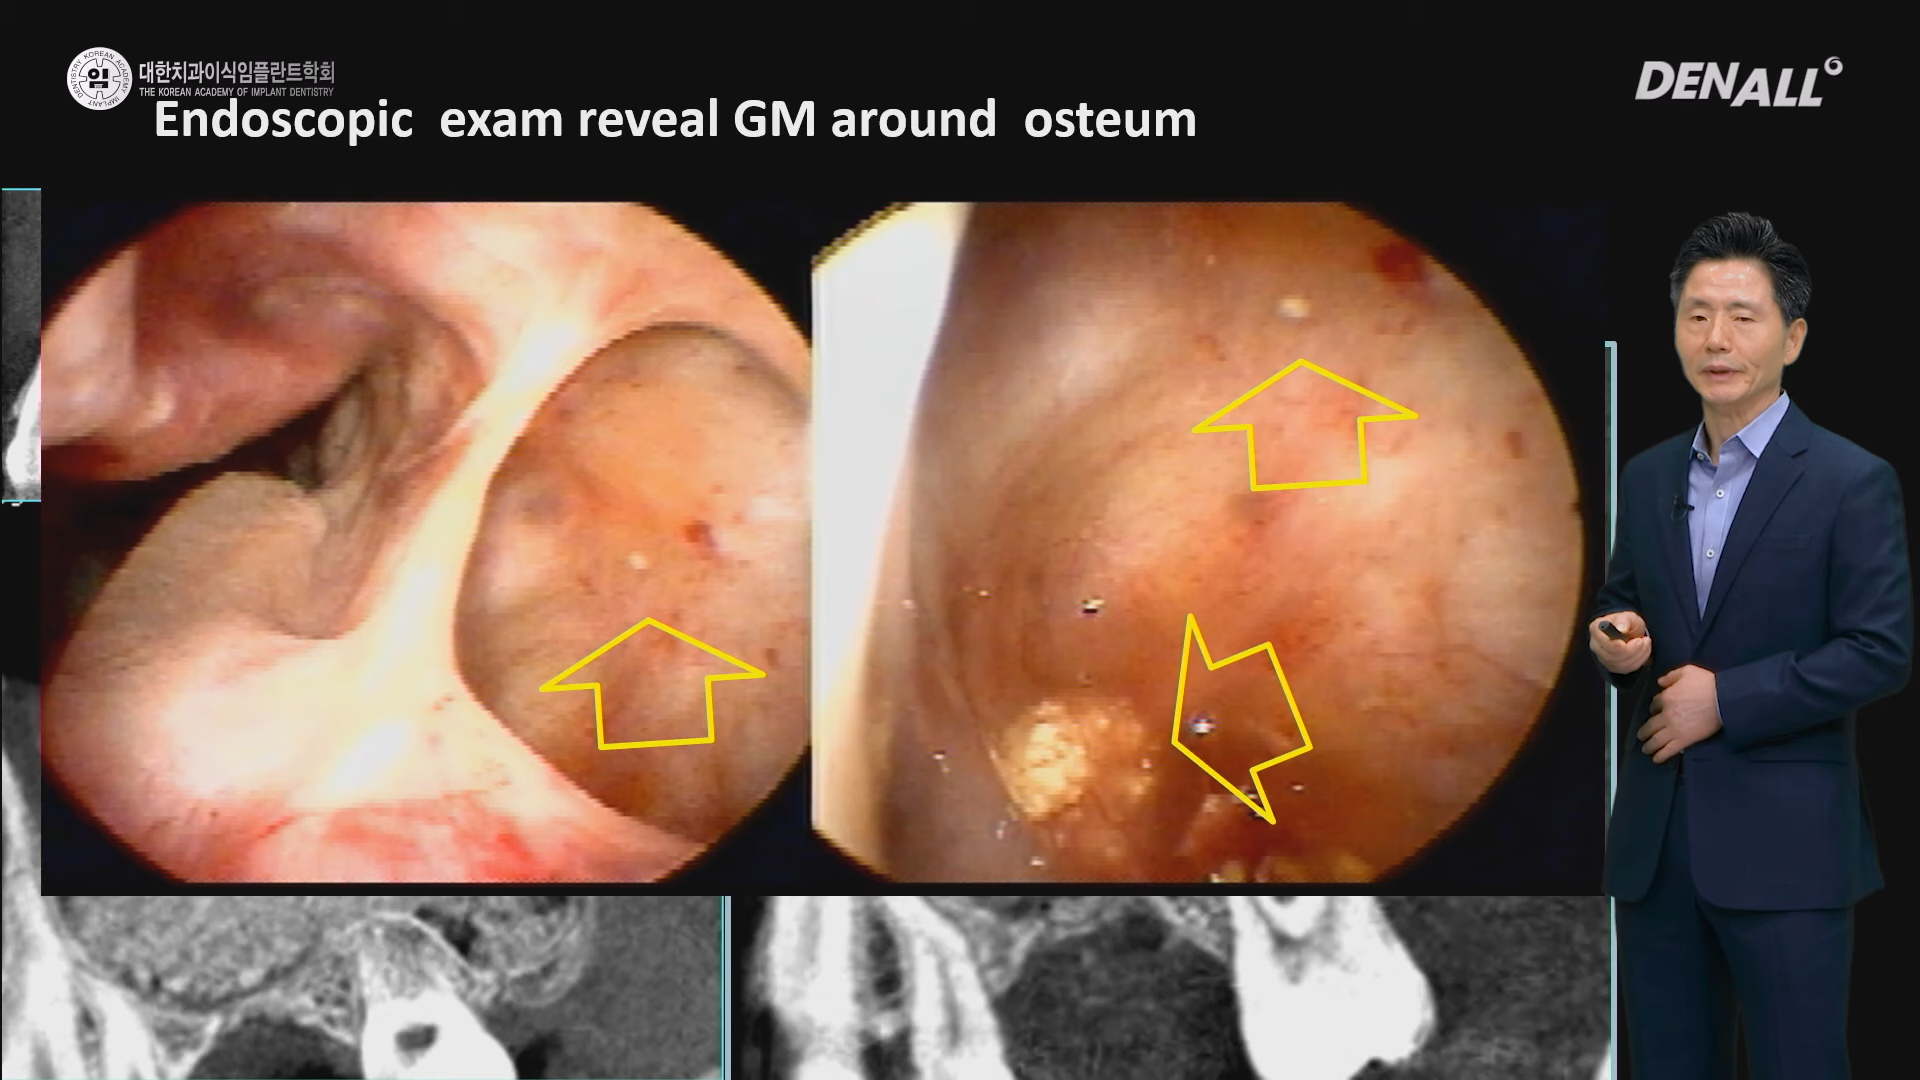 대한치과이식임플란트학회
THE KOREAN ACADEMY OF IMPLANT DENTISTRY
DENALL
Endoscopic exam reveal GM around osteum